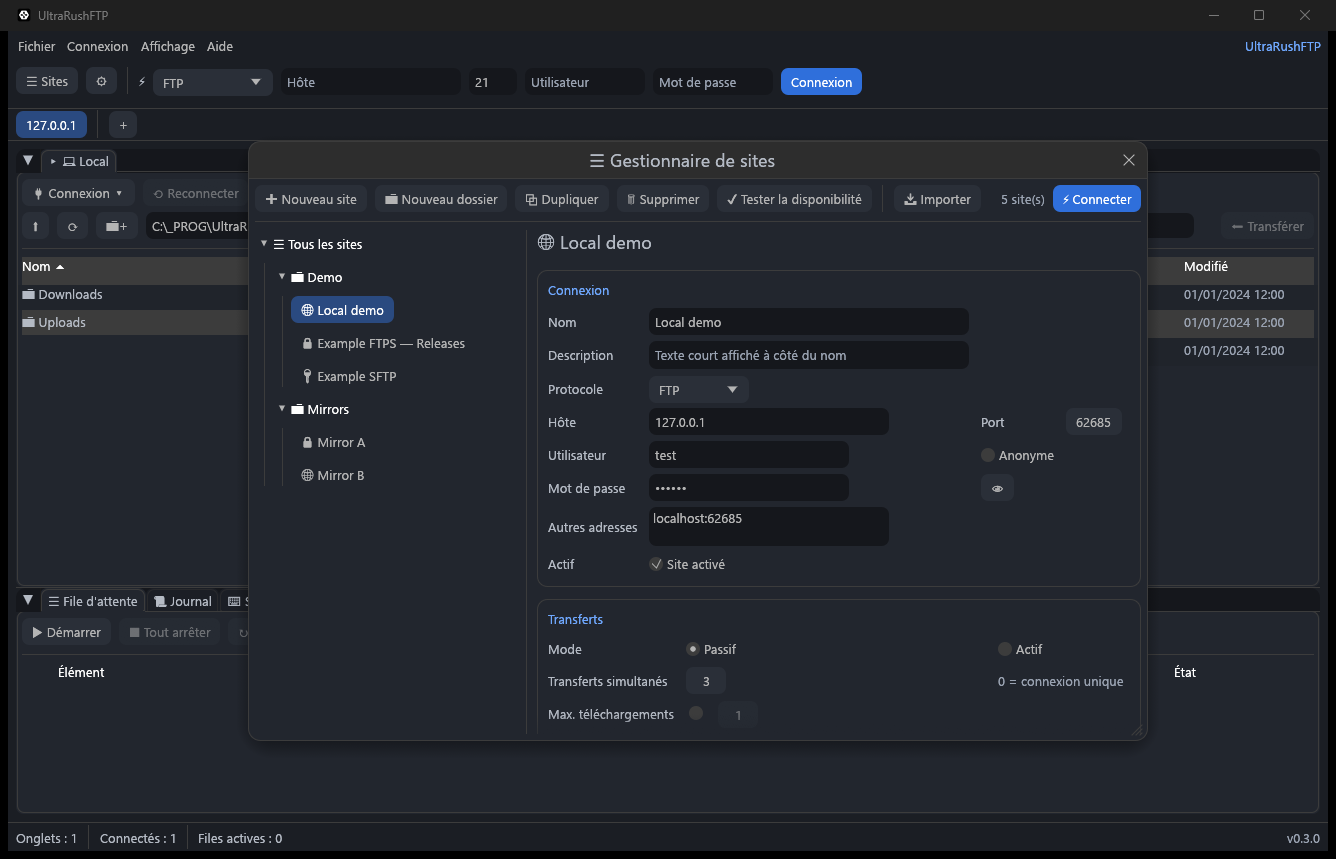 UltraRushFTP
Fichier Connexion Affichage Aide UltraRushFTP
Sites FTP Hôte 21 Utilisateur Mot de passe Connexion
127.0.0.1 +
Local
Gestionnaire de sites
Connexion Reconnecter
Nouveau site Nouveau dossier Dupliquer Supprimer Tester la disponibilité Importer 5 site(s) Connecter
C:\_PROG\UltraR
Transférer
Tous les sites
Local demo
Nom
Modifié
Demo
Downloads
01/01/2024 12:00
Connexion
Local demo
Uploads
Nom Local demo
01/01/2024 12:00
Example FTPS — Releases
Description Texte court affiché à côté du nom
01/01/2024 12:00
Example SFTP
Protocole FTP
Mirrors
Hôte 127.0.0.1 Port 62685
Mirror A
Utilisateur test Anonyme
Mirror B
Mot de passe ••••••
Autres adresses localhost:62685
Actif Site activé
File d'attente Journal S
Transferts
Démarrer Tout arrêter
Mode Passif Actif
Élément
État
Transferts simultanés 3 0 = connexion unique
Max. téléchargements 1
Onglets : 1 Connectés : 1 Files actives : 0 v0.3.0